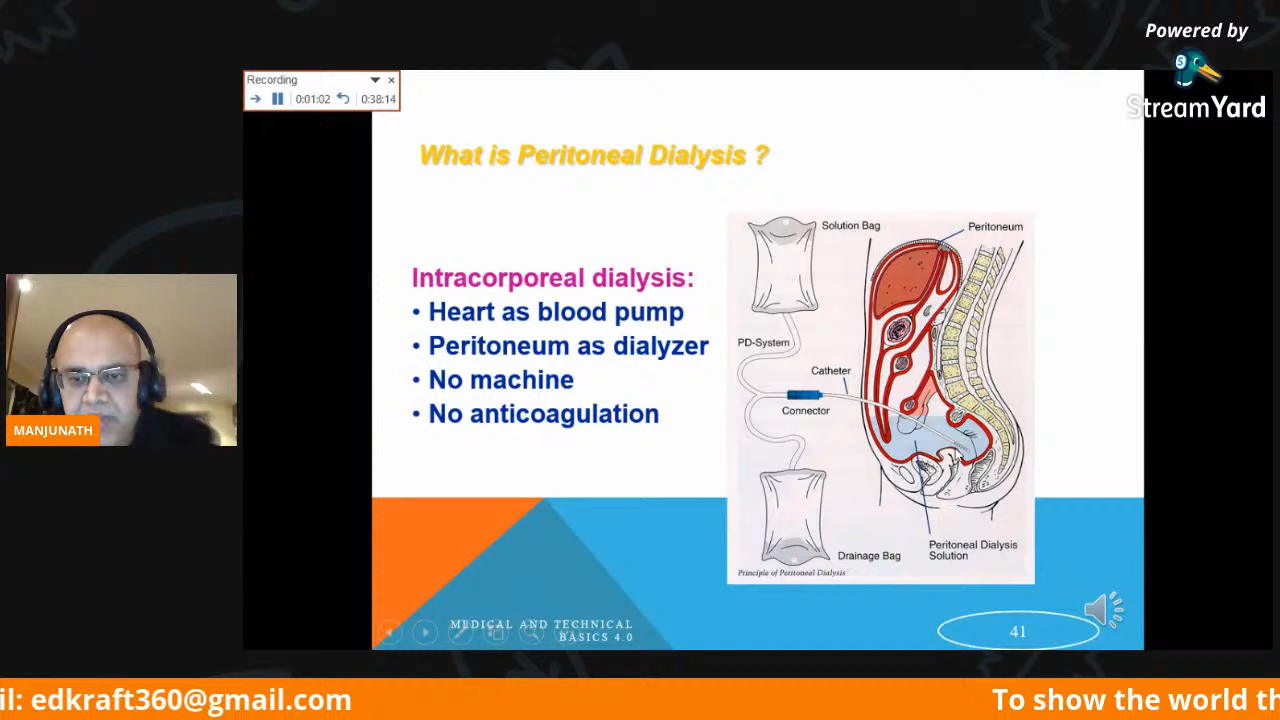 Powered by
StreamYard
Recording
0:01:02
0:38:14
What is Peritoneal Dialysis ?
Intracorporeal dialysis:
• Heart as blood pump
• Peritoneum as dialyzer
• No machine
• No anticoagulation
Solution Bag
Peritoneum
PD-System
Catheter
Connector
Peritoneal Dialysis
Solution
Drainage Bag
Principle of Peritoneal Dialysis
MANJUNATH
MEDICAL AND TECHNICAL
BASICS 4.0
41
il: edkraft360@gmail.com
To show the world th